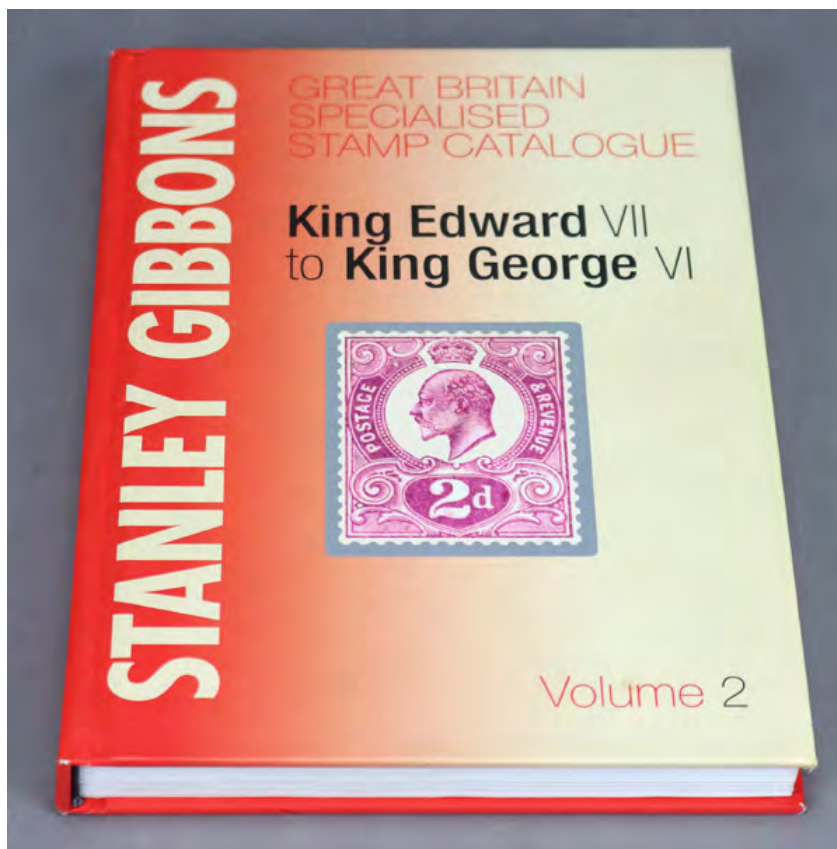 STANLEY GIBBONS
GREAT BRITAIN
SPECIALISED
STAMP CATALOGUE
King Edward VII
to King George VI
POSTAGE
& REVENUE
2d
Volume 2